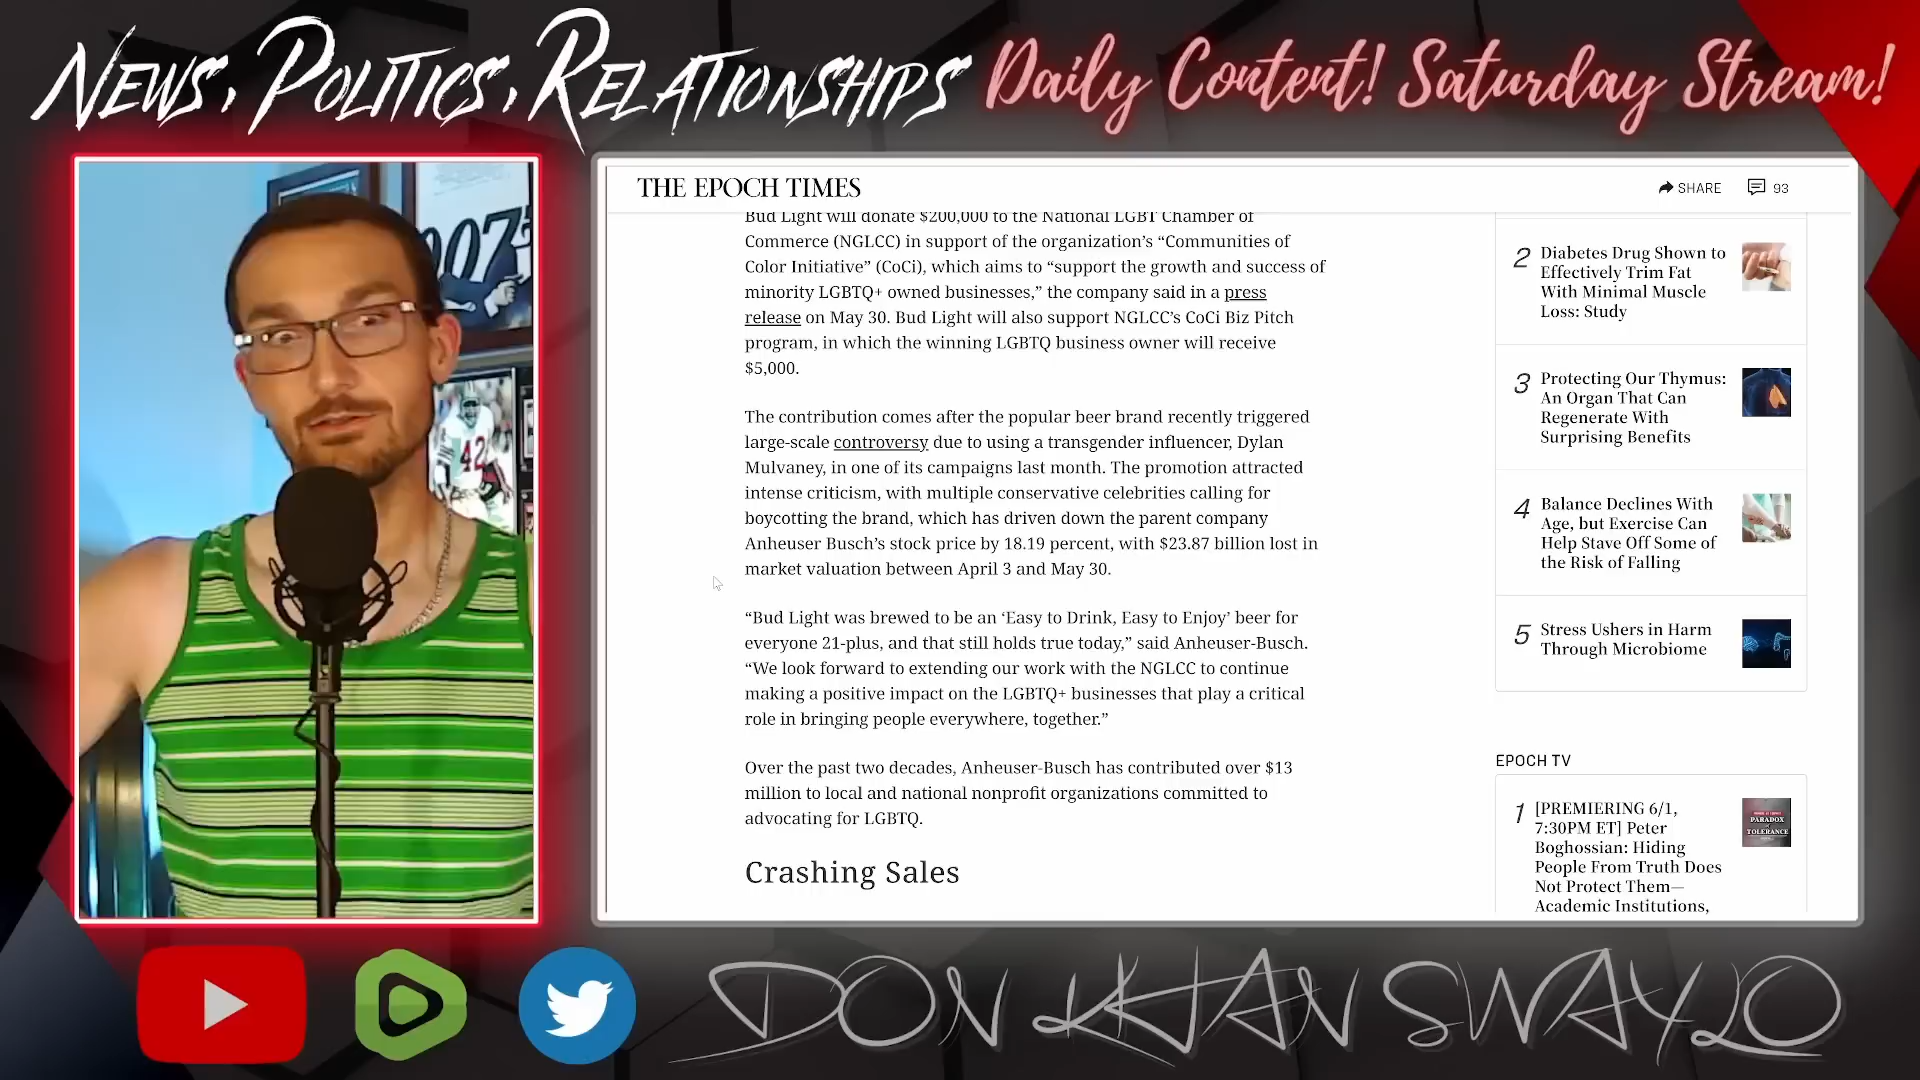 NEWS, POLITICS, RELATIONSHIPS
Daily Content! Saturday Stream!
007
42
THE EPOCH TIMES
SHARE
93
Bud Light will donate $200,000 to the National LGBT Chamber of
Commerce (NGLCC) in support of the organization’s “Communities of
Color Initiative” (CoCi), which aims to “support the growth and success of
minority LGBTQ+ owned businesses,” the company said in a press
release on May 30. Bud Light will also support NGLCC’s CoCi Biz Pitch
program, in which the winning LGBTQ business owner will receive
$5,000.
The contribution comes after the popular beer brand recently triggered
large-scale controversy due to using a transgender influencer, Dylan
Mulvaney, in one of its campaigns last month. The promotion attracted
intense criticism, with multiple conservative celebrities calling for
boycotting the brand, which has driven down the parent company
Anheuser Busch’s stock price by 18.19 percent, with $23.87 billion lost in
market valuation between April 3 and May 30.
“Bud Light was brewed to be an ‘Easy to Drink, Easy to Enjoy’ beer for
everyone 21-plus, and that still holds true today,” said Anheuser-Busch.
“We look forward to extending our work with the NGLCC to continue
making a positive impact on the LGBTQ+ businesses that play a critical
role in bringing people everywhere, together.”
Over the past two decades, Anheuser-Busch has contributed over $13
million to local and national nonprofit organizations committed to
advocating for LGBTQ.
Crashing Sales
2 Diabetes Drug Shown to
Effectively Trim Fat
With Minimal Muscle
Loss: Study
3 Protecting Our Thymus:
An Organ That Can
Regenerate With
Surprising Benefits
4 Balance Declines With
Age, but Exercise Can
Help Stave Off Some of
the Risk of Falling
5 Stress Ushers in Harm
Through Microbiome
EPOCH TV
1 [PREMIERING 6/1,
7:30PM ET] Peter
Boghossian: Hiding
People From Truth Does
Not Protect Them—
Academic Institutions,
PARADOX
TOLERANCE
DON KHAN SWAYLO